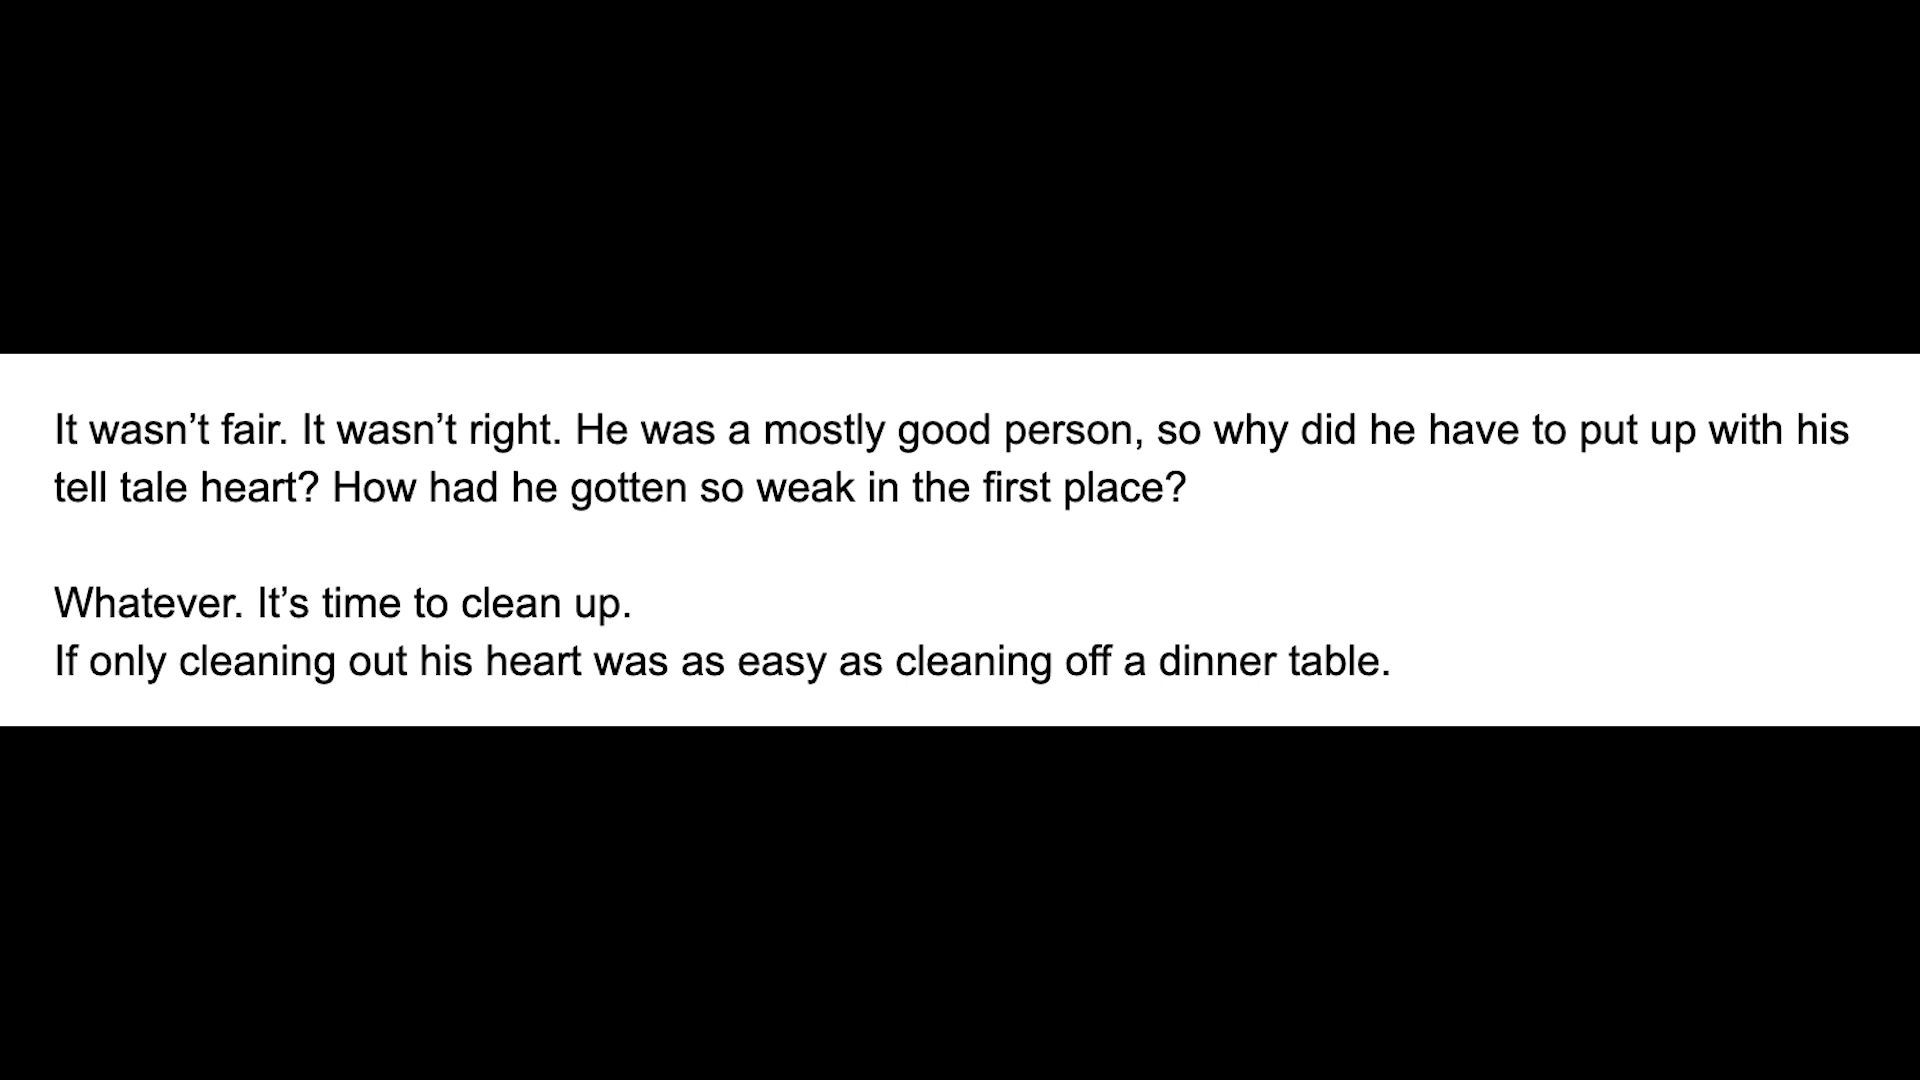 It wasn’t fair. It wasn’t right. He was a mostly good person, so why did he have to put up with his
tell tale heart? How had he gotten so weak in the first place?
Whatever. It’s time to clean up.
If only cleaning out his heart was as easy as cleaning off a dinner table.